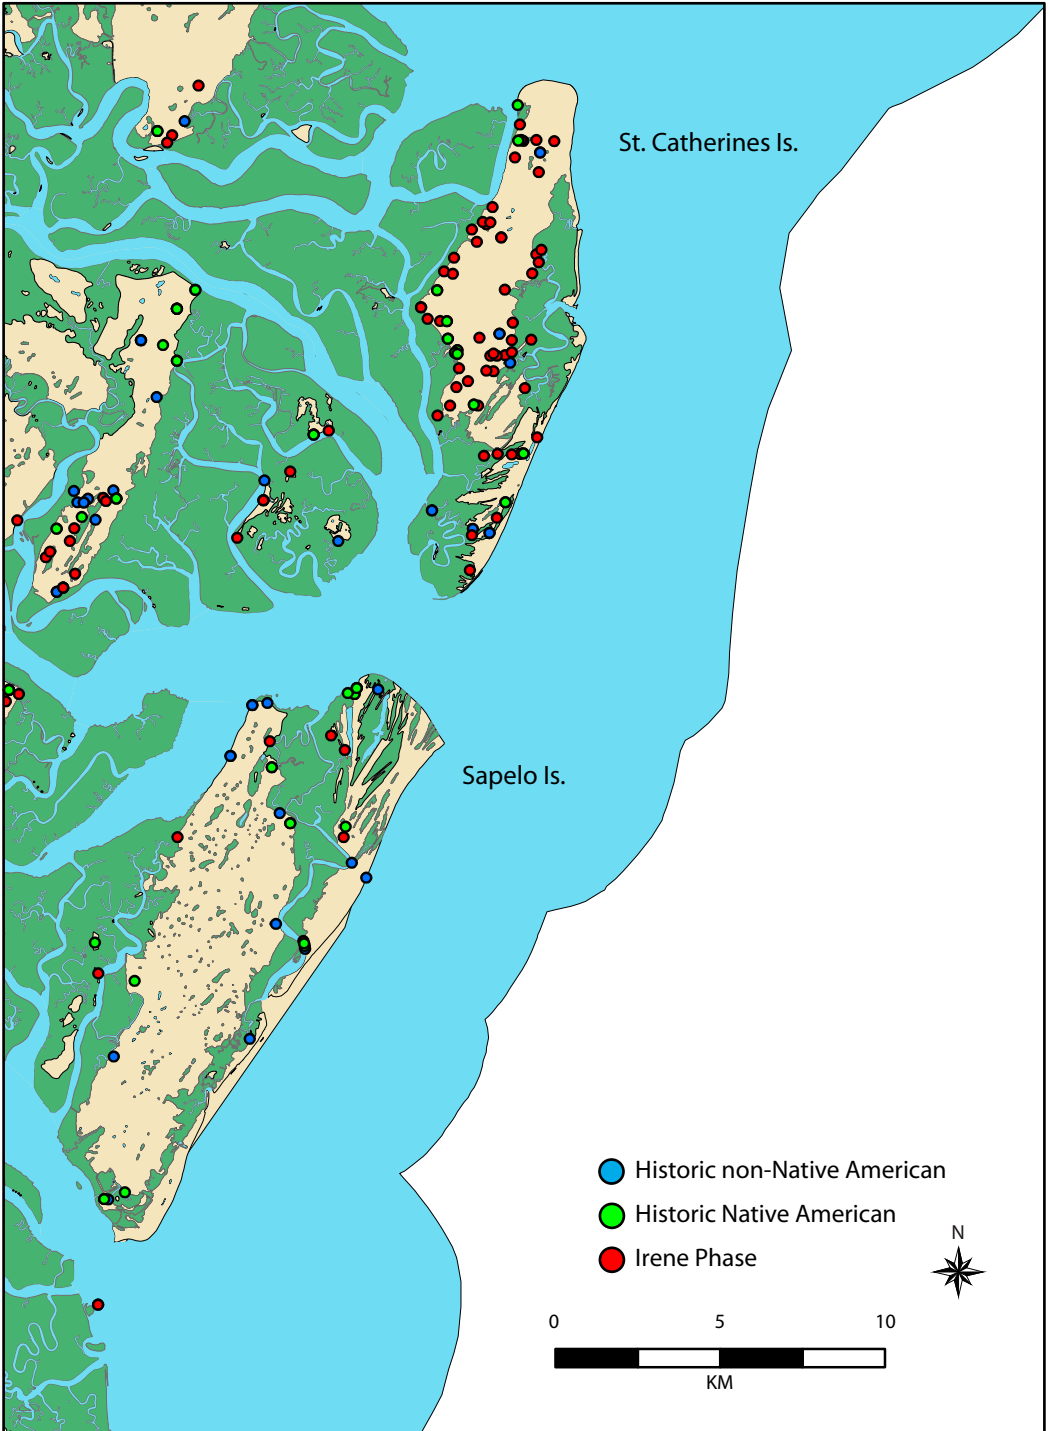 St. Catherines Is.
Sapelo Is.
Historic non-Native American
Historic Native American
Irene Phase
N
0 5 10
KM